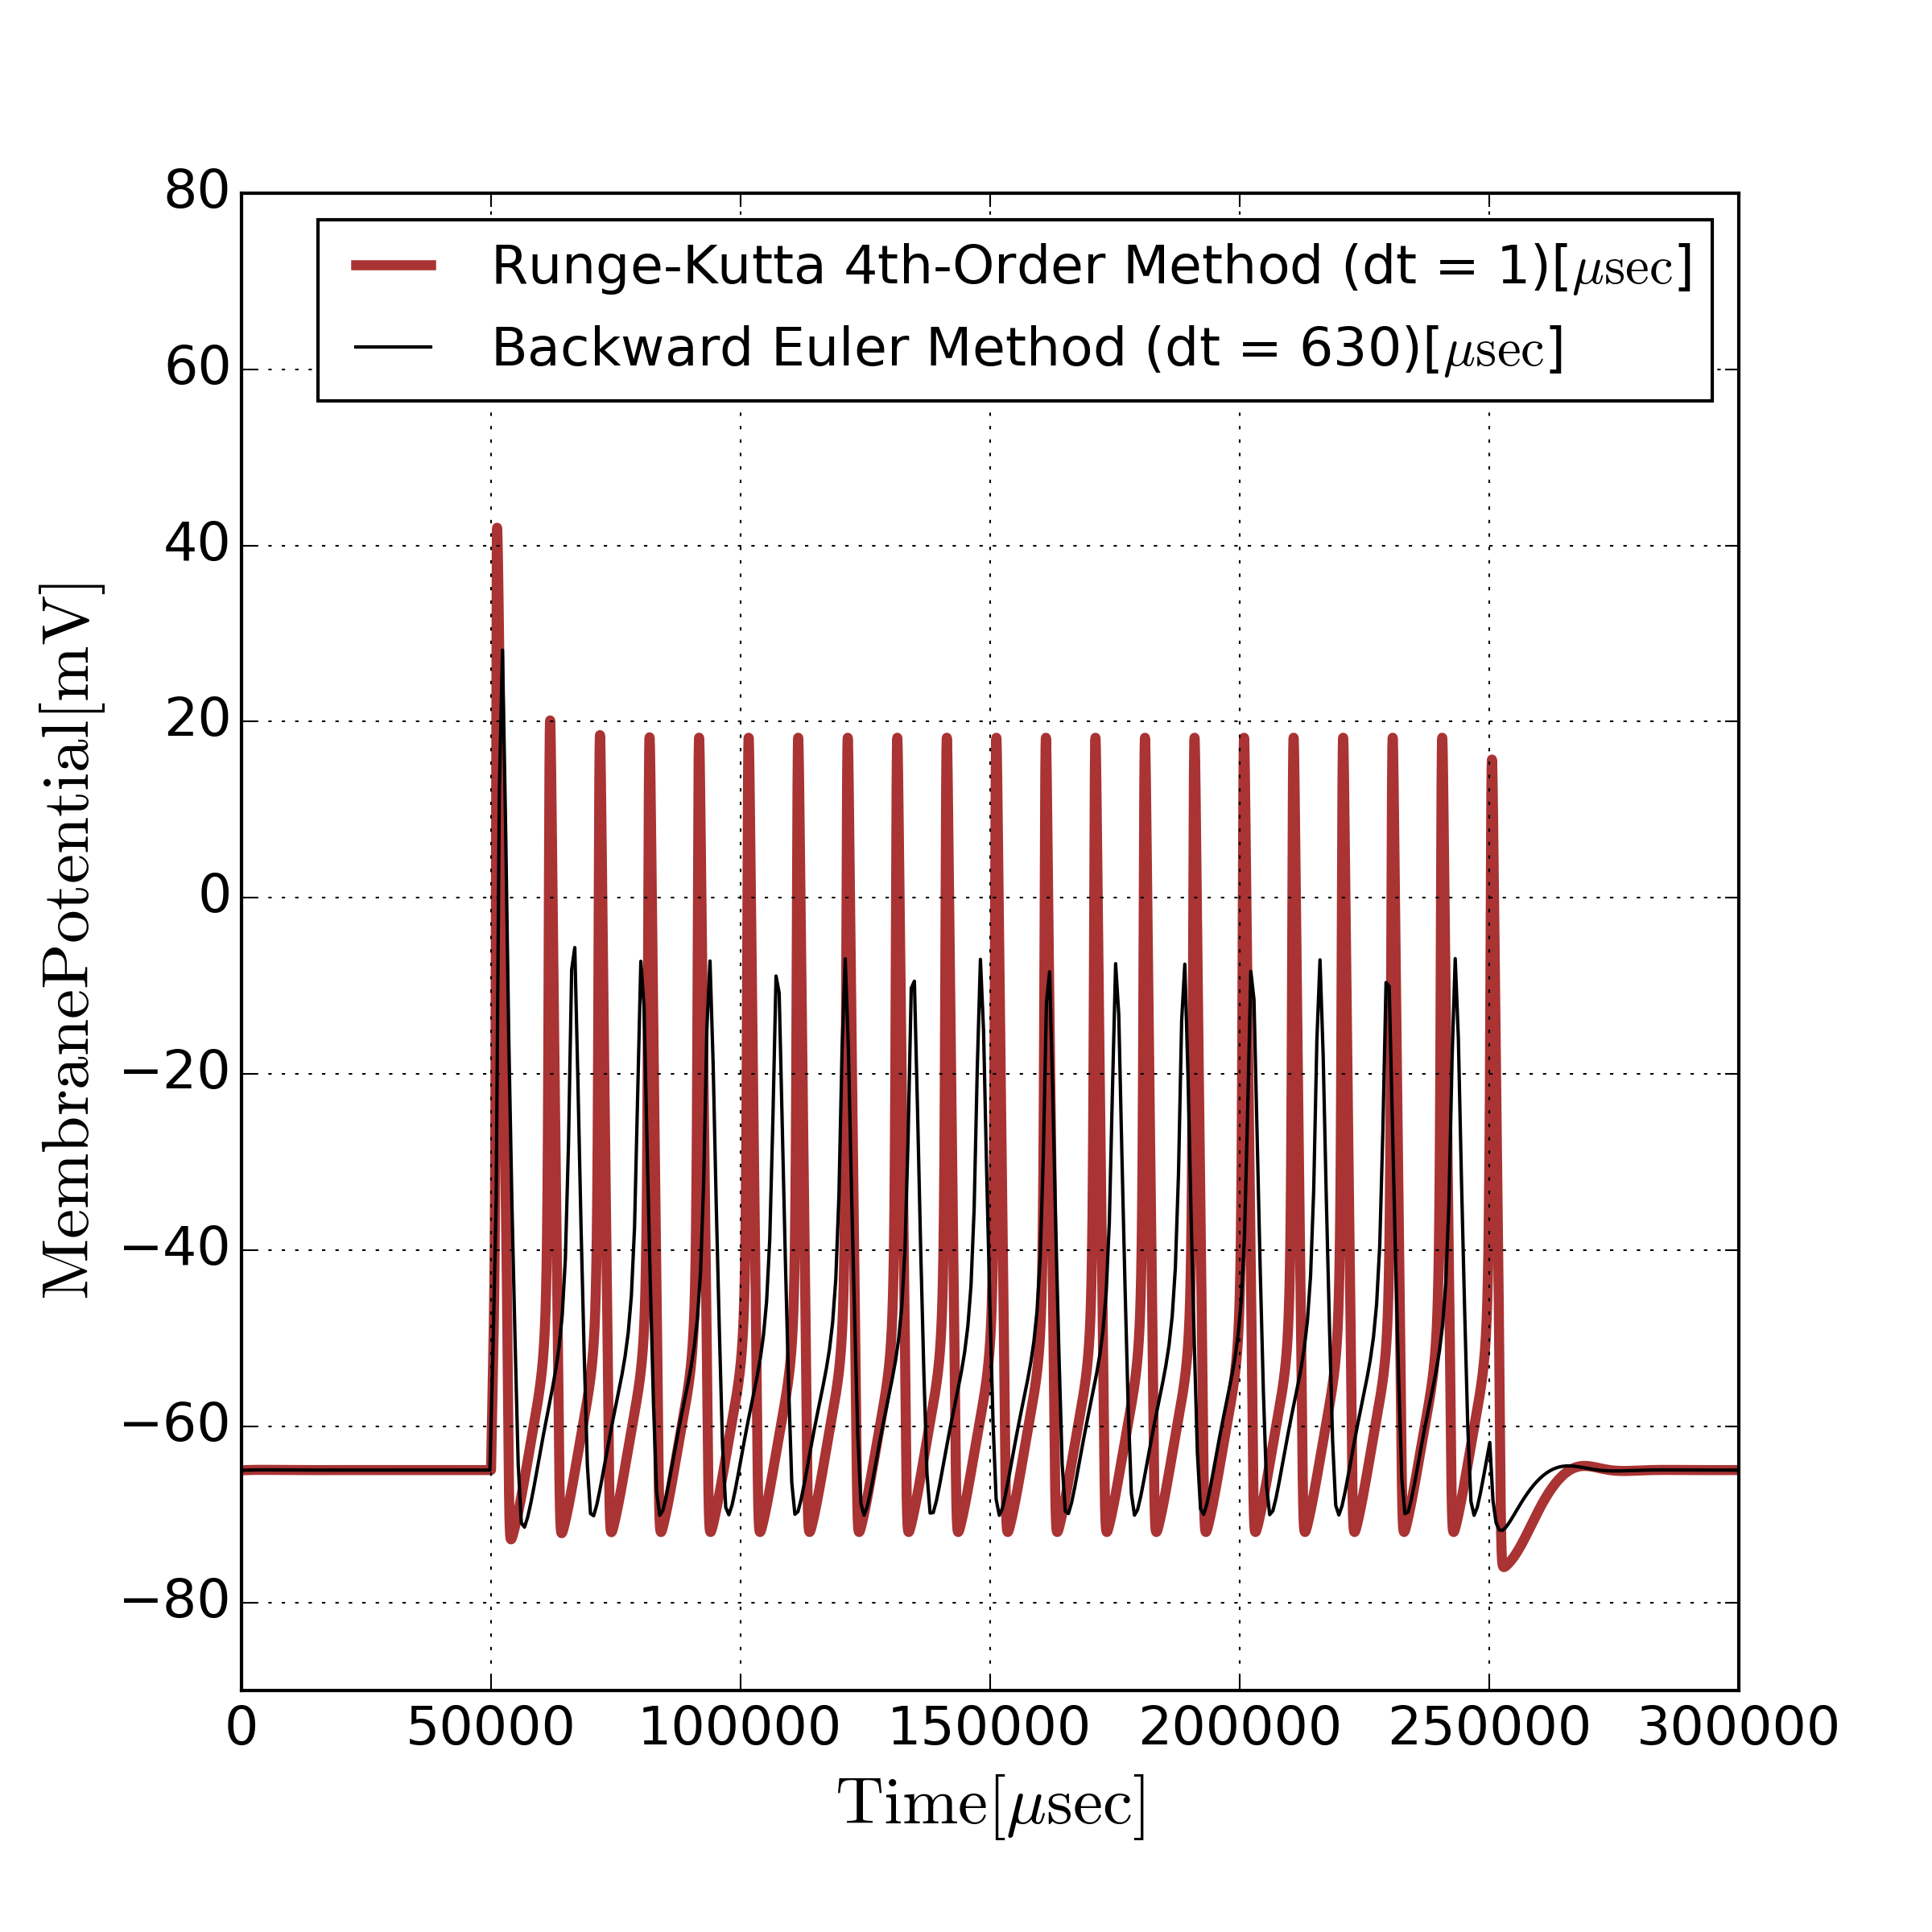 80
60
40
20
0
−20
−40
−60
−80
Runge-Kutta 4th-Order Method (dt = 1)[μsec]
Backward Euler Method (dt = 630)[μsec]
MembranePotential[mV]
0 50000 100000 150000 200000 250000 300000
Time[μsec]